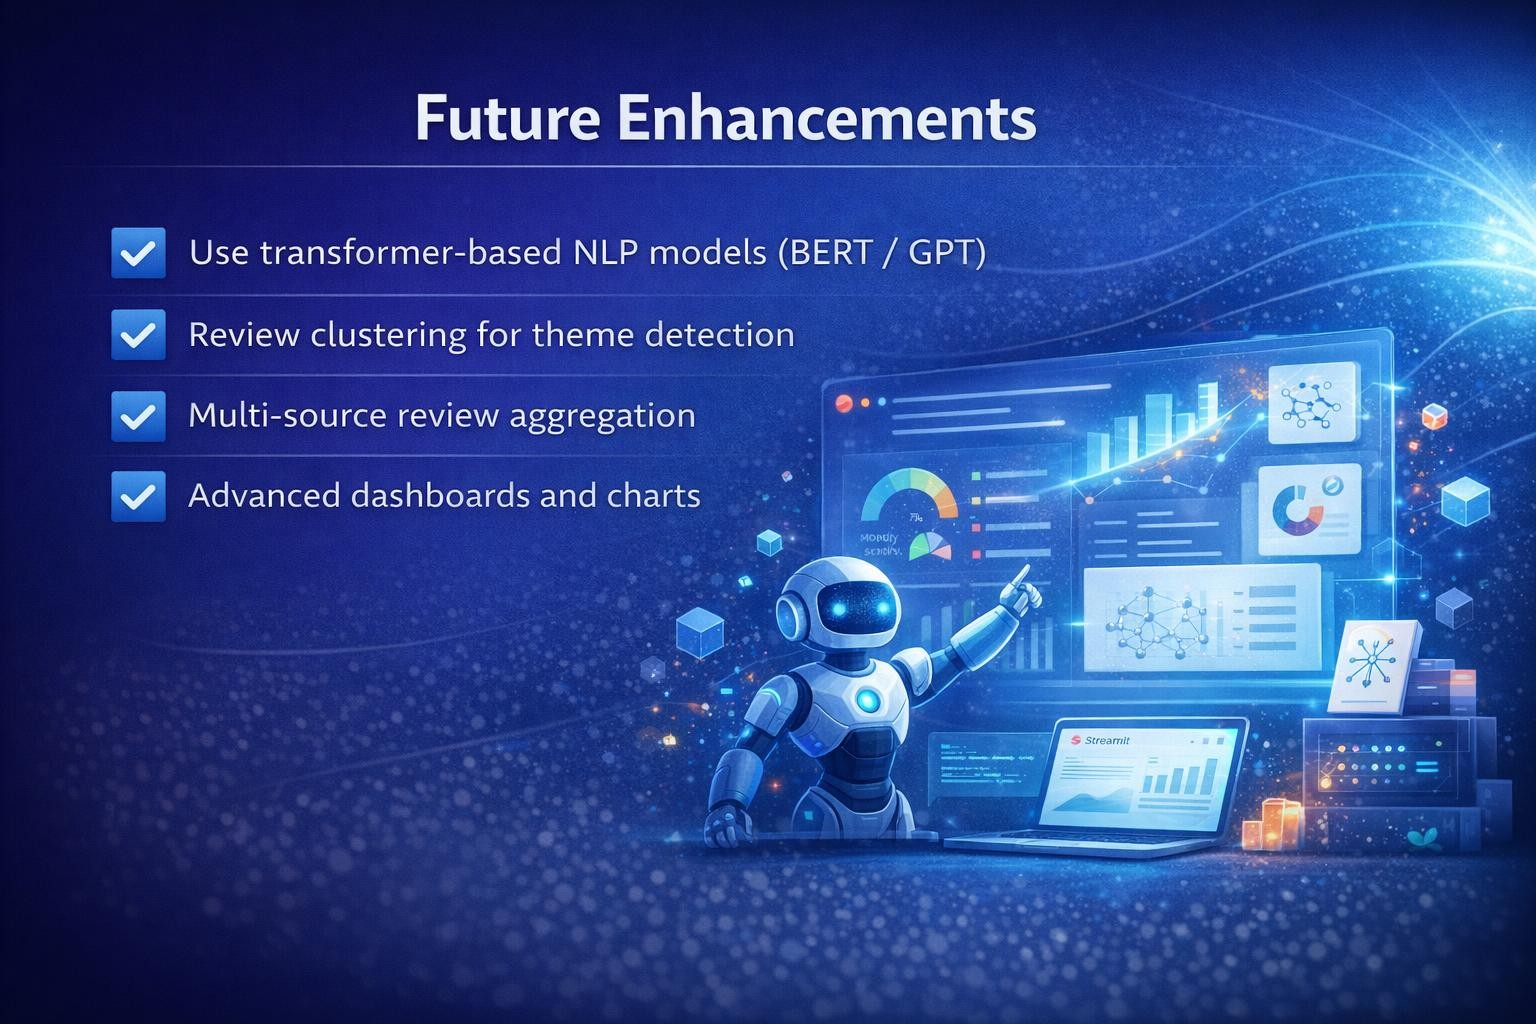 Future Enhancements
Use transformer-based NLP models (BERT / GPT)
Review clustering for theme detection
Multi-source review aggregation
Advanced dashboards and charts
Streamlit